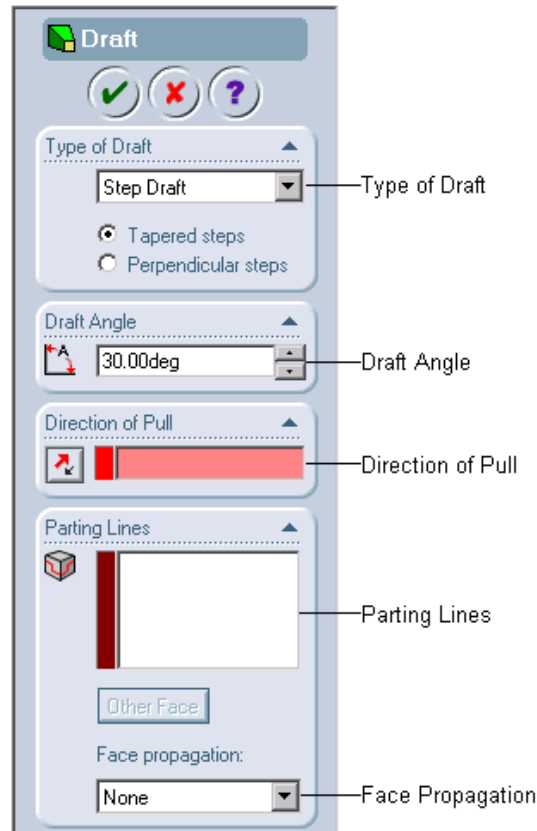 Draft
?
Type of Draft
Step Draft
Type of Draft
Tapered steps
Perpendicular steps
Draft Angle
A
30.00deg
Draft Angle
Direction of Pull
Direction of Pull
Parting Lines
Parting Lines
Other Face
Face propagation:
None
Face Propagation